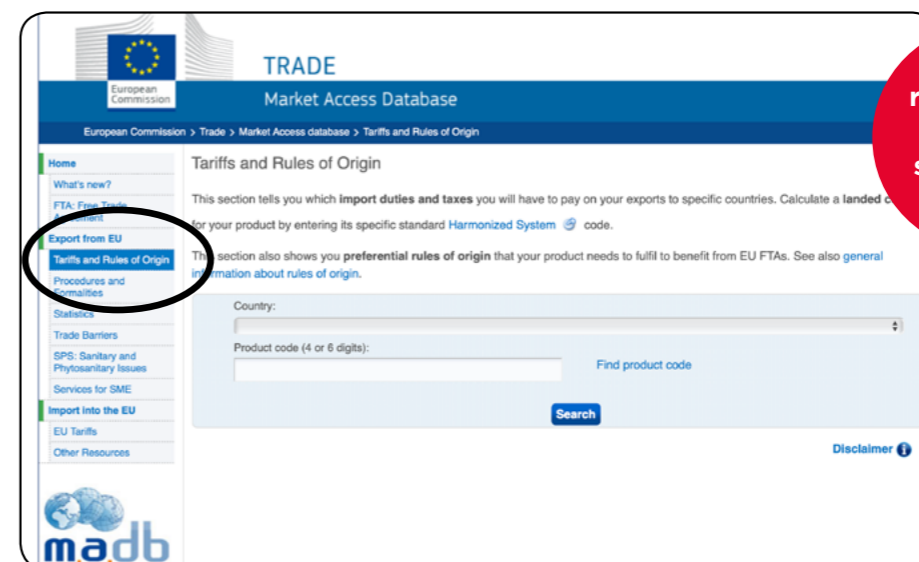 European
Commission
TRADE
Market Access Database
European Commission > Trade > Market Access database > Tariffs and Rules of Origin
Home
What's new?
FTA: Free Trade
Export from EU
Tariffs and Rules of Origin
Procedures and
Formalities
Statistics
Trade Barriers
SPS: Sanitary and
Phytosanitary Issues
Services for SME
Import into the EU
EU Tariffs
Other Resources
madb
Tariffs and Rules of Origin
This section tells you which import duties and taxes you will have to pay on your exports to specific countries. Calculate a landed
for your product by entering its specific standard Harmonized System code.
This section also shows you preferential rules of origin that your product needs to fulfil to benefit from EU FTAs. See also general
information about rules of origin.
Country:
Product code (4 or 6 digits):
Find product code
Search
Disclaimer